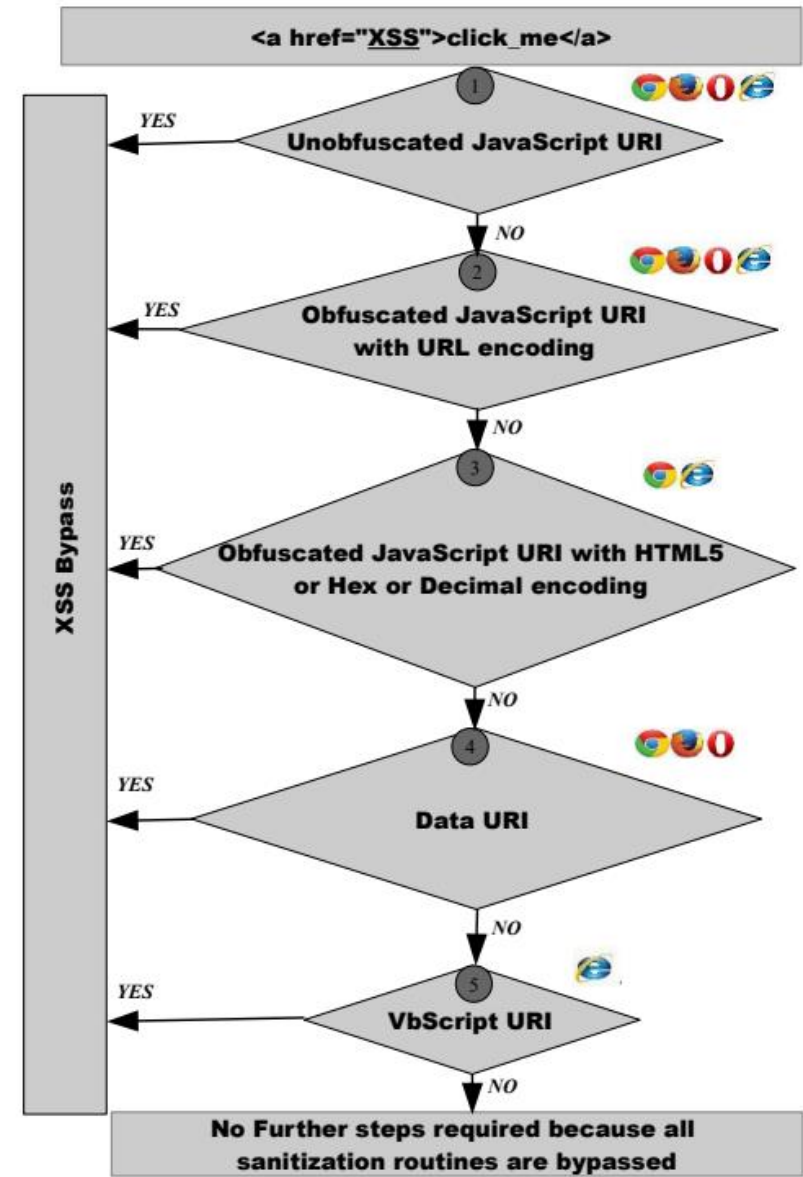 <a href="XSS">click_me</a>
1
Unobfuscated JavaScript URI
YES
NO
2
Obfuscated JavaScript URI
with URL encoding
YES
NO
3
Obfuscated JavaScript URI with HTML5
or Hex or Decimal encoding
YES
NO
XSS Bypass
4
Data URI
YES
NO
5
VbScript URI
YES
NO
No Further steps required because all
sanitization routines are bypassed